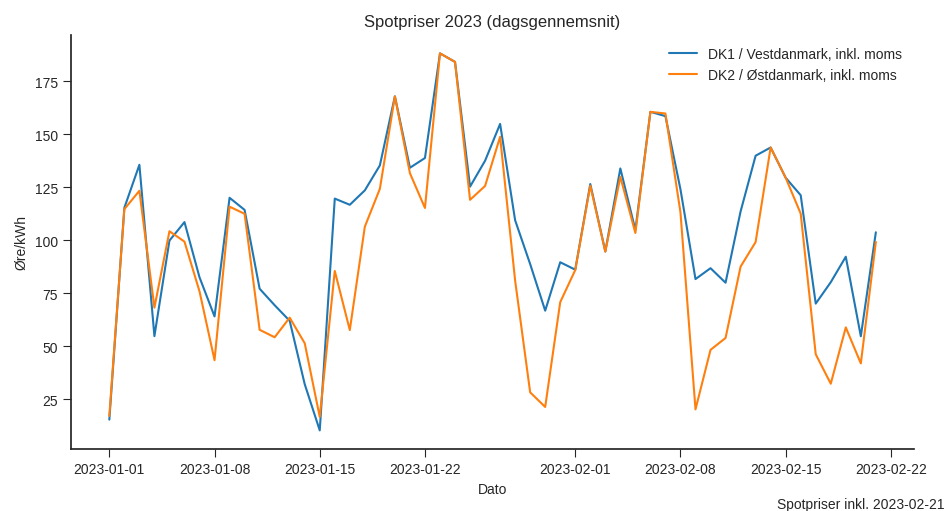 Spotpriser 2023 (dagsgennemsnit)
DK1 / Vestdanmark, inkl. moms
DK2 / Østdanmark, inkl. moms
Øre/kWh
175
150
125
100
75
50
25
2023-01-01
2023-01-08
2023-01-15
2023-01-22
2023-02-01
2023-02-08
2023-02-15
2023-02-22
Dato
Spotpriser inkl. 2023-02-21